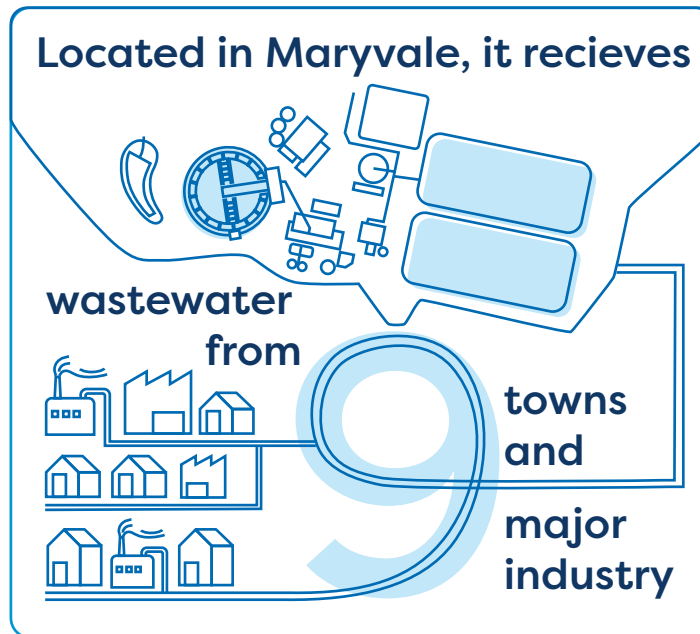 Located in Maryvale, it recieves
wastewater
from
9
towns
and
major
industry